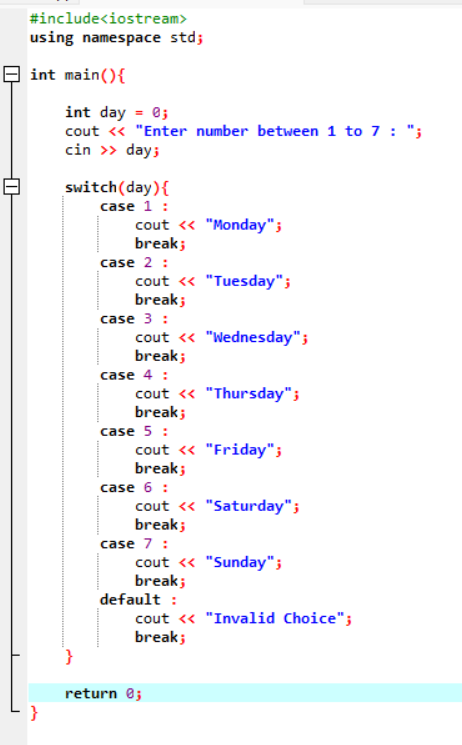 #include<iostream>
using namespace std;
int main(){
int day = 0;
cout << "Enter number between 1 to 7 : ";
cin >> day;
switch(day){
case 1 :
cout << "Monday";
break;
case 2 :
cout << "Tuesday";
break;
case 3 :
cout << "Wednesday";
break;
case 4 :
cout << "Thursday";
break;
case 5 :
cout << "Friday";
break;
case 6 :
cout << "Saturday";
break;
case 7 :
cout << "Sunday";
break;
default :
cout << "Invalid Choice";
break;
}
return 0;
}